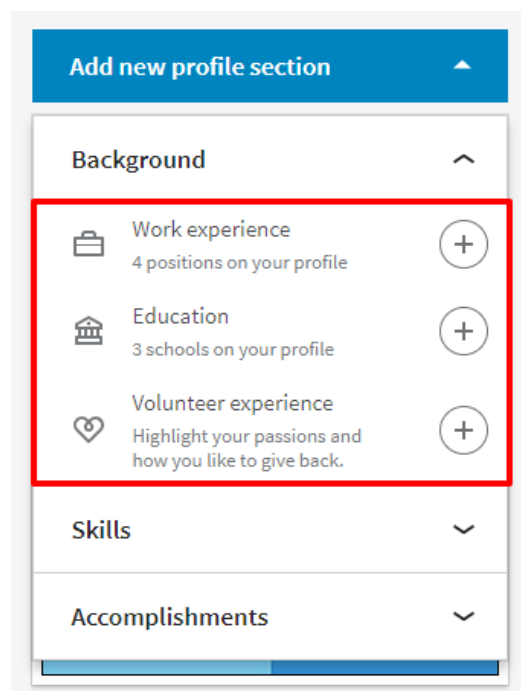 Add new profile section
Background
Work experience
4 positions on your profile
Education
3 schools on your profile
Volunteer experience
Highlight your passions and
how you like to give back.
Skills
Accomplishments